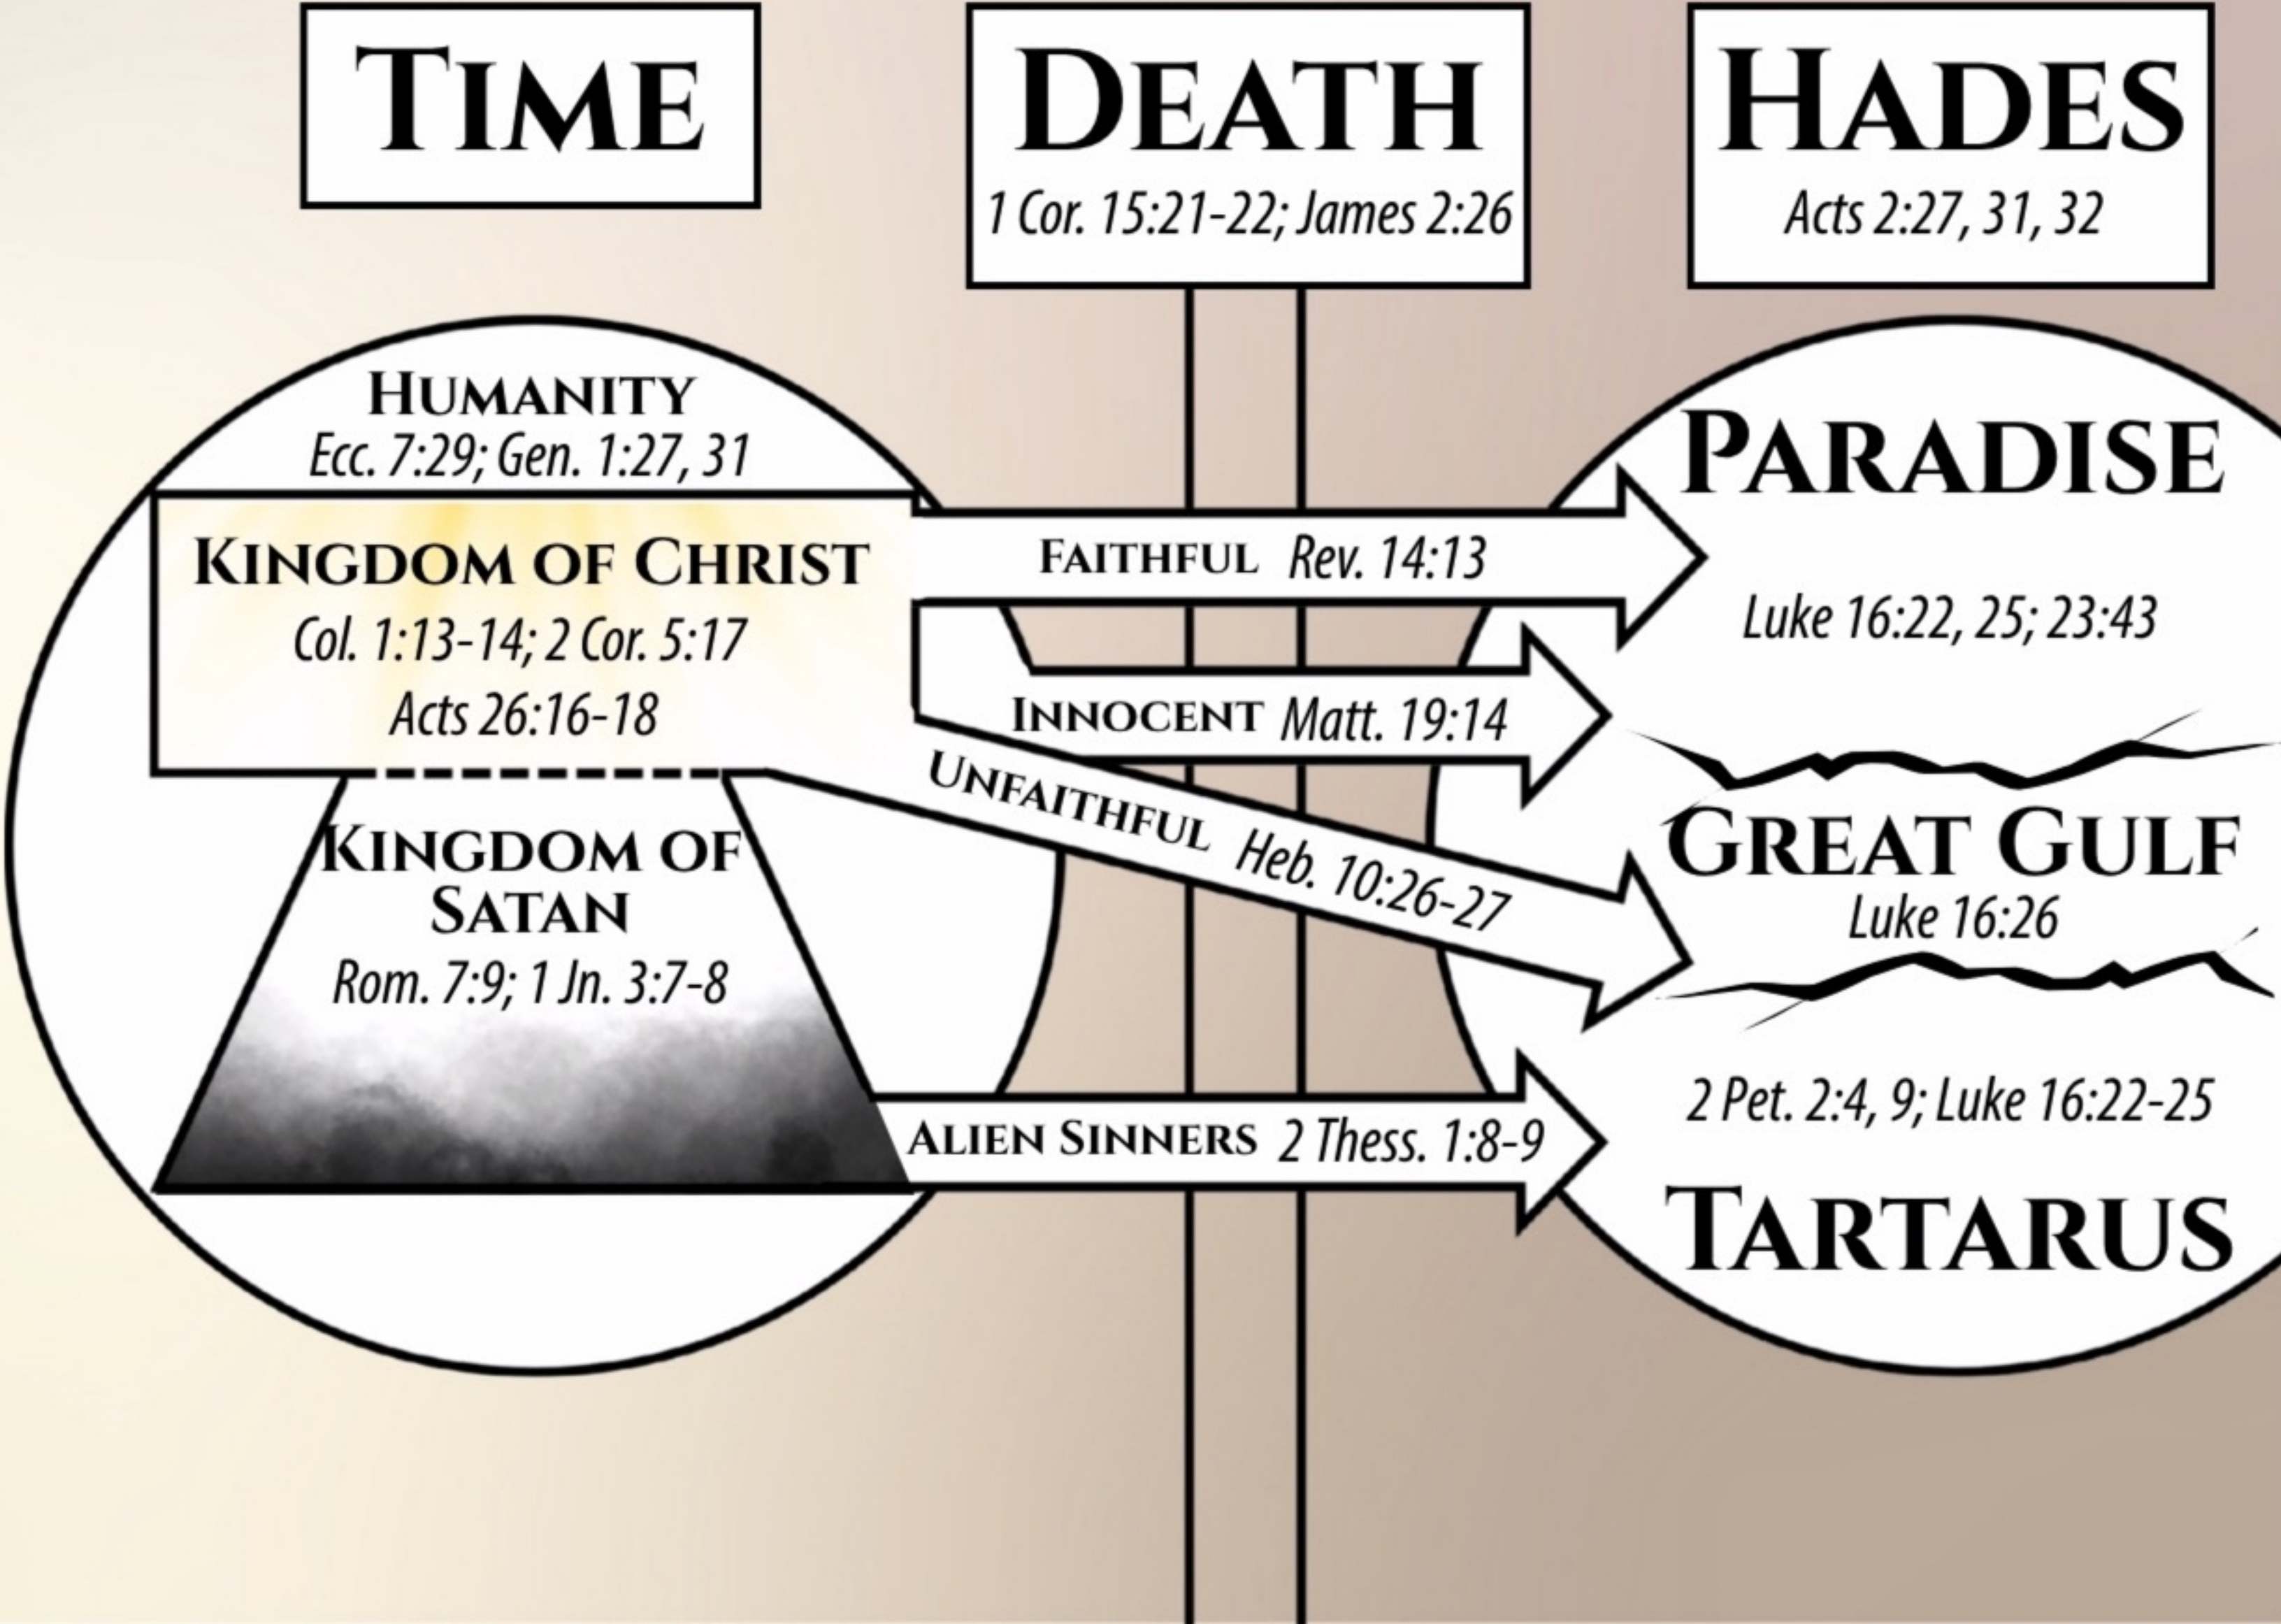 TIME
DEATH
1 Cor. 15:21-22; James 2:26
HADES
Acts 2:27, 31, 32
HUMANITY
Ecc. 7:29; Gen. 1:27, 31
KINGDOM OF CHRIST
Col. 1:13-14; 2 Cor. 5:17
Acts 26:16-18
KINGDOM OF
SATAN
Rom. 7:9; 1 Jn. 3:7-8
FAITHFUL Rev. 14:13
INNOCENT Matt. 19:14
UNFAITHFUL Heb. 10:26-27
ALIEN SINNERS 2 Thess. 1:8-9
PARADISE
Luke 16:22, 25; 23:43
GREAT GULF
Luke 16:26
2 Pet. 2:4, 9; Luke 16:22-25
TARTARUS